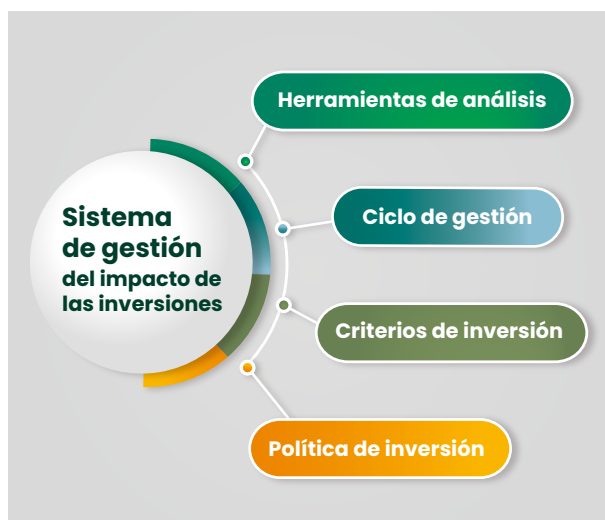 Sistema
de gestión
del impacto de
las inversiones
Herramientas de análisis
Ciclo de gestión
Criterios de inversión
Política de inversión